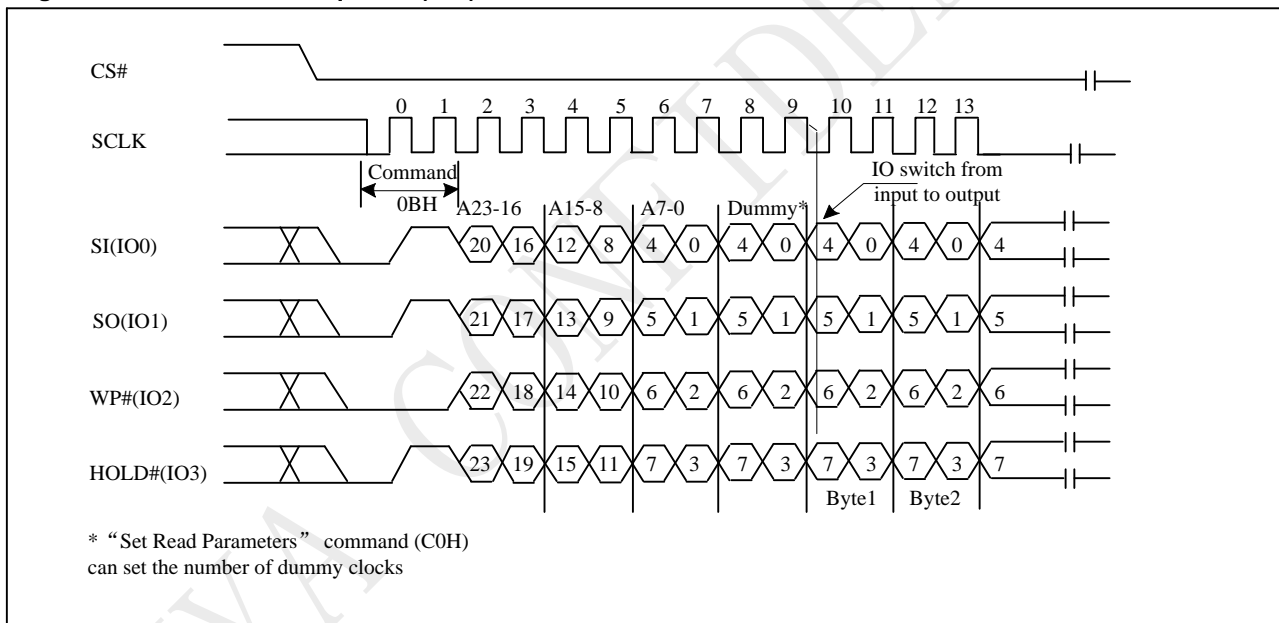 CS#
0 1 2 3 4 5 6 7 8 9 10 11 12 13
SCLK
Command
0BH
IO switch from
input to output
A23-16 A15-8 A7-0 Dummy*
SI(IO0) 20 16 12 8 4 0 4 0 4 0 4 0 4
SO(IO1) 21 17 13 9 5 1 5 1 5 1 5 1 5
WP#(IO2) 22 18 14 10 6 2 6 2 6 2 6 2 6
HOLD#(IO3) 23 19 15 11 7 3 7 3 7 3 7 3 7
Byte1 Byte2
* “Set Read Parameters” command (C0H)
can set the number of dummy clocks